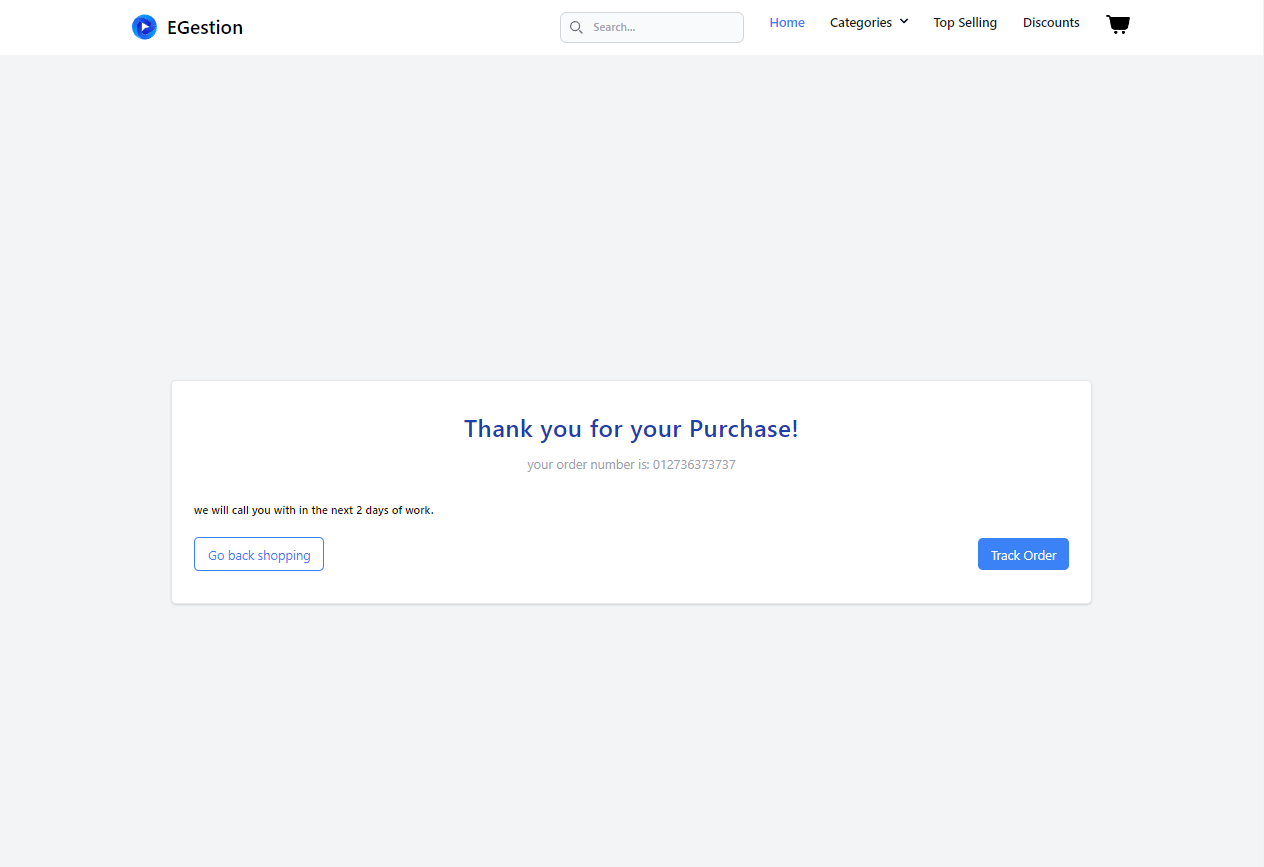 EGestion
Search...
Home
Categories
Top Selling
Discounts
Thank you for your Purchase!
your order number is: 012736373737
we will call you with in the next 2 days of work.
Go back shopping
Track Order